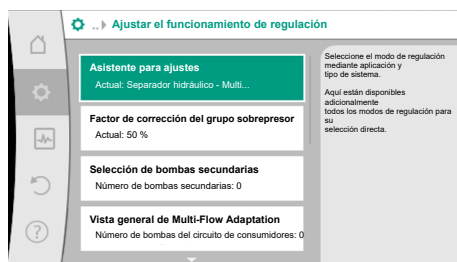 ..▸ Ajustar el funcionamiento de regulación
Asistente para ajustes
Actual: Separador hidráulico - Multi...
Factor de corrección del grupo sobrepresor
Actual: 50 %
Selección de bombas secundarias
Número de bombas secundarias: 0
Vista general de Multi-Flow Adaptation
Número de bombas del circuito de consumidores: 0
Seleccione el modo de regulación
mediante aplicación y
tipo de sistema.
Aquí están disponibles
adicionalmente
todos los modos de regulación para
su
selección directa.